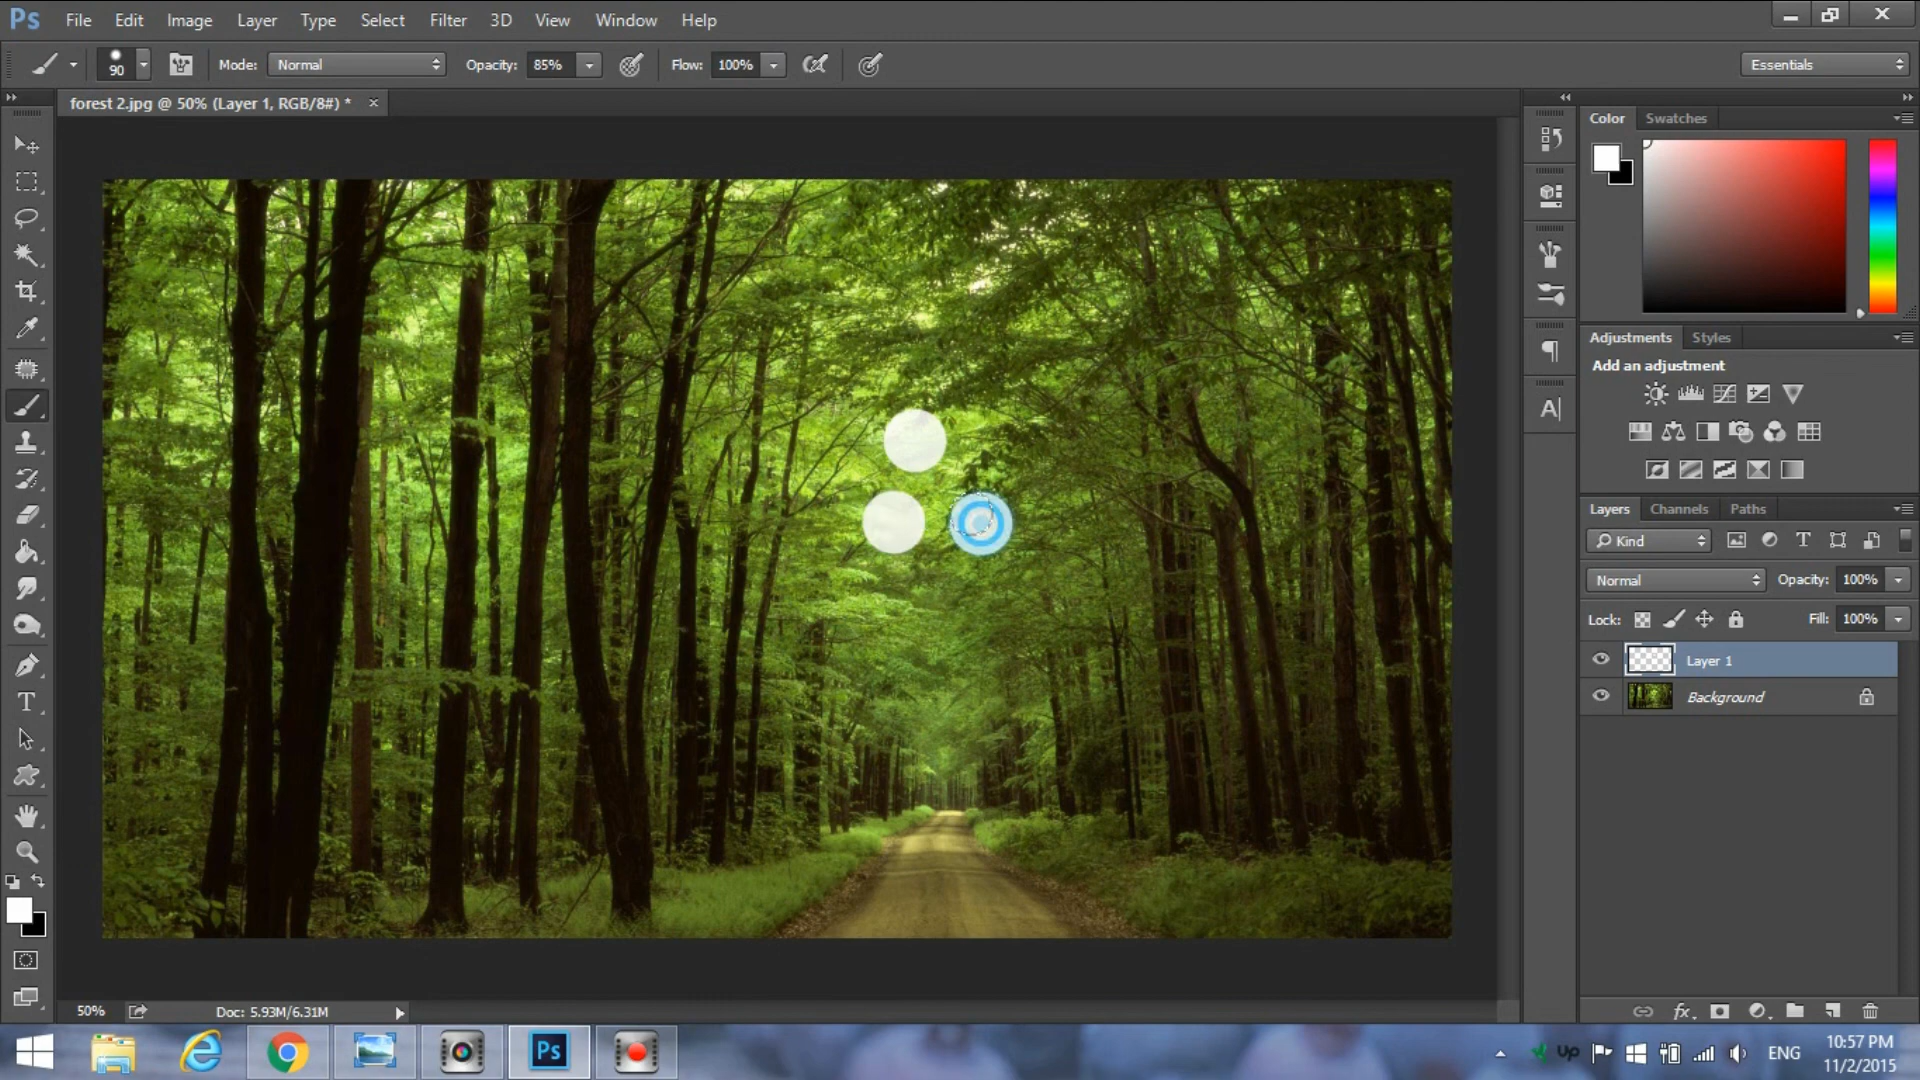 Ps File Edit Image Layer Type Select Filter 3D View Window Help
90 Mode: Normal Opacity: 85% Flow: 100% Essentials
forest 2.jpg @ 50% (Layer 1, RGB/8#) * ×
Color Swatches
Adjustments Styles
Add an adjustment
Layers Channels Paths
Kind
Normal Opacity: 100%
Lock: Fill: 100%
Layer 1
Background
50% Doc: 5.93M/6.31M
Ps Up ENG 10:57 PM
11/2/2015